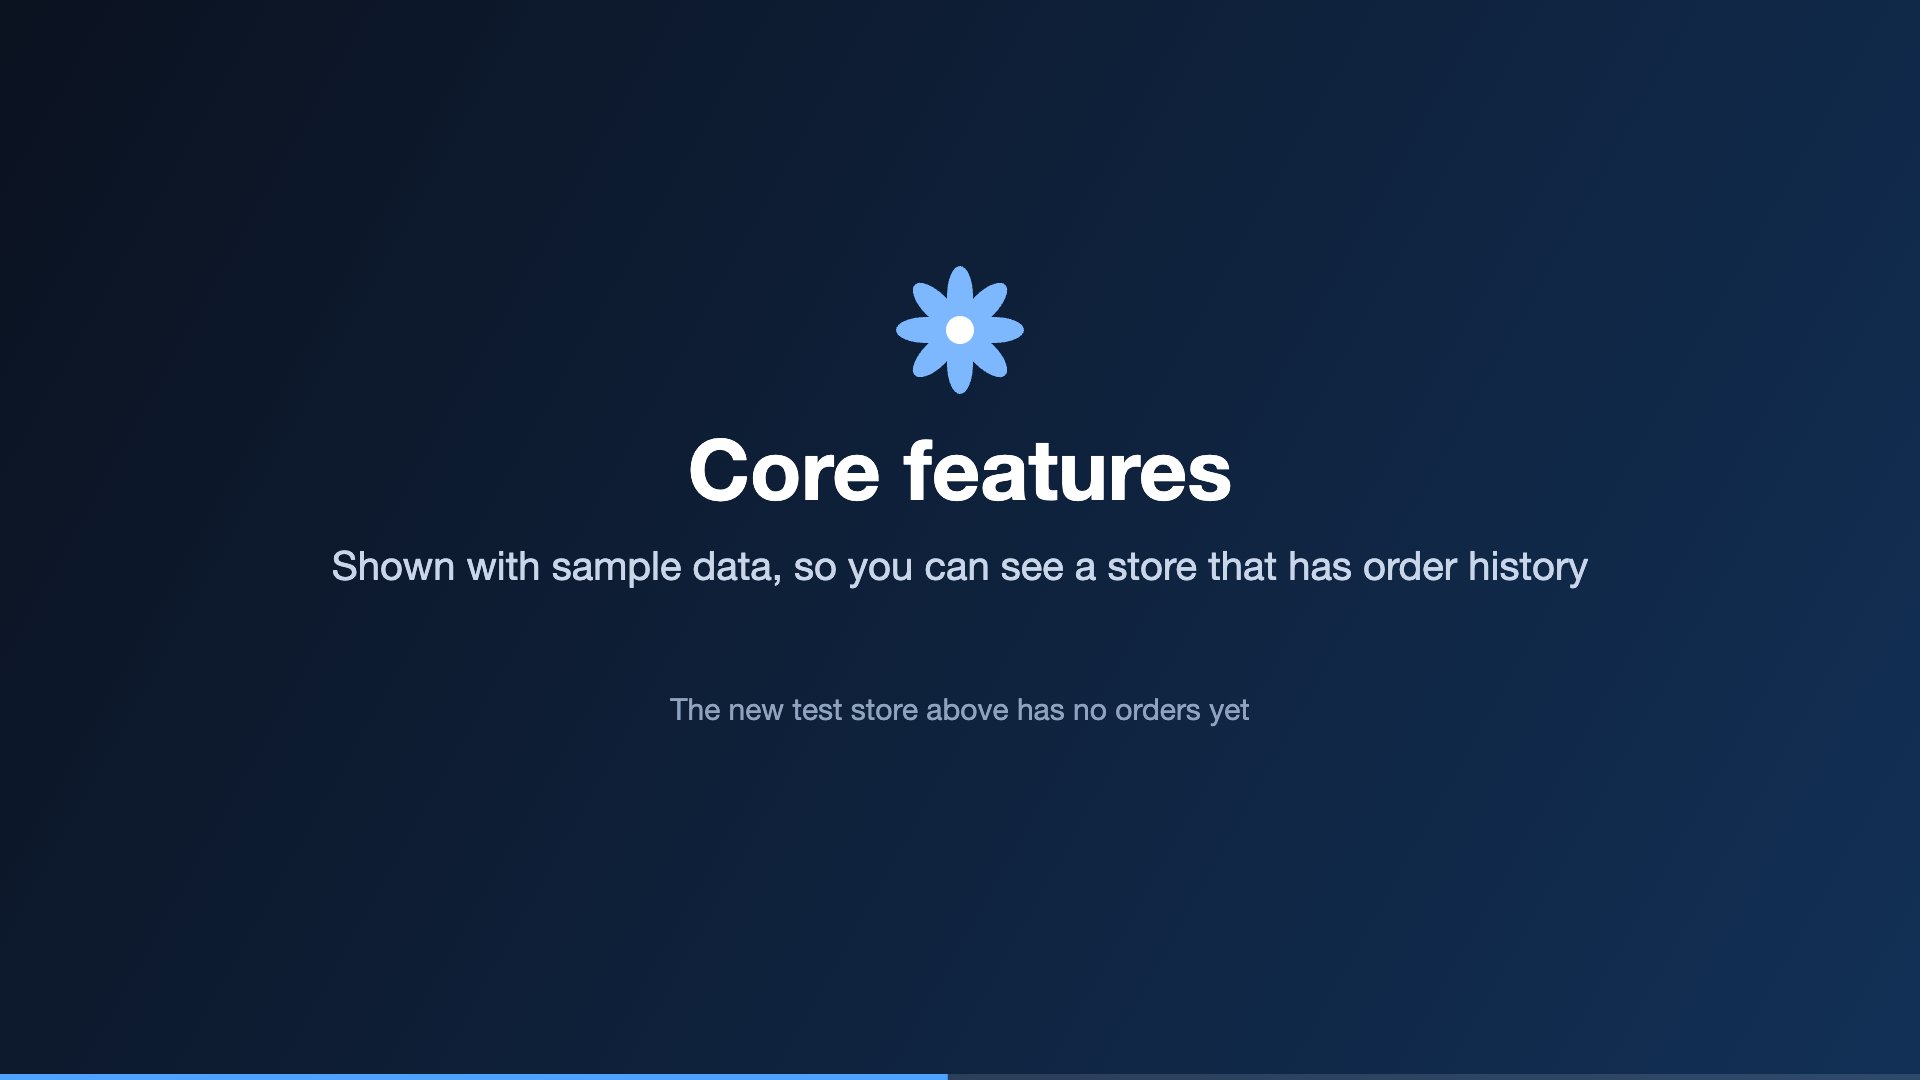 Core features
Shown with sample data, so you can see a store that has order history
The new test store above has no orders yet